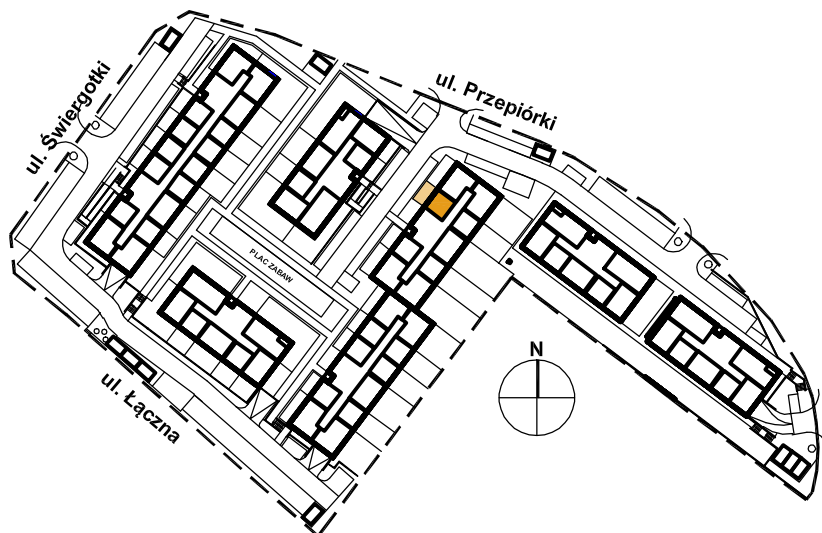 ul. Przepiórki
ul. Świergotki
PLAC ZABAW
N
ul. Łączna